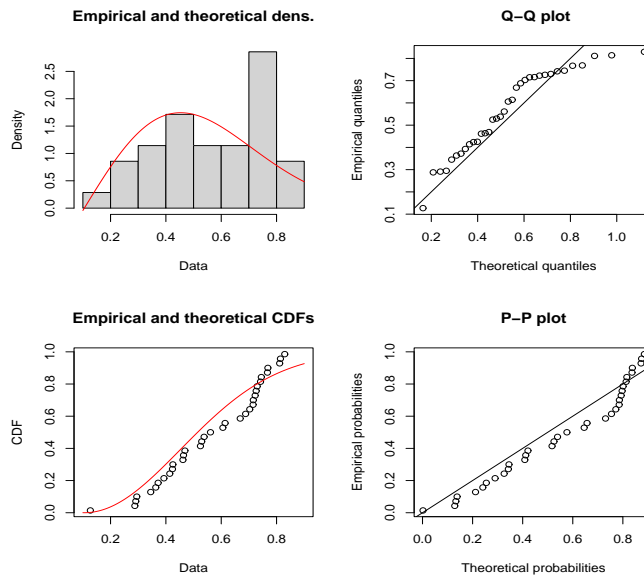 Empirical and theoretical dens.
Density
0.0 0.5 1.0 1.5 2.0 2.5
0.2 0.4 0.6 0.8
Data
Q−Q plot
Empirical quantiles
0.1 0.3 0.5 0.7
0.2 0.4 0.6 0.8 1.0
Theoretical quantiles
Empirical and theoretical CDFs
CDF
0.0 0.2 0.4 0.6 0.8 1.0
0.2 0.4 0.6 0.8
Data
P−P plot
Empirical probabilities
0.0 0.2 0.4 0.6 0.8 1.0
0.0 0.2 0.4 0.6 0.8
Theoretical probabilities